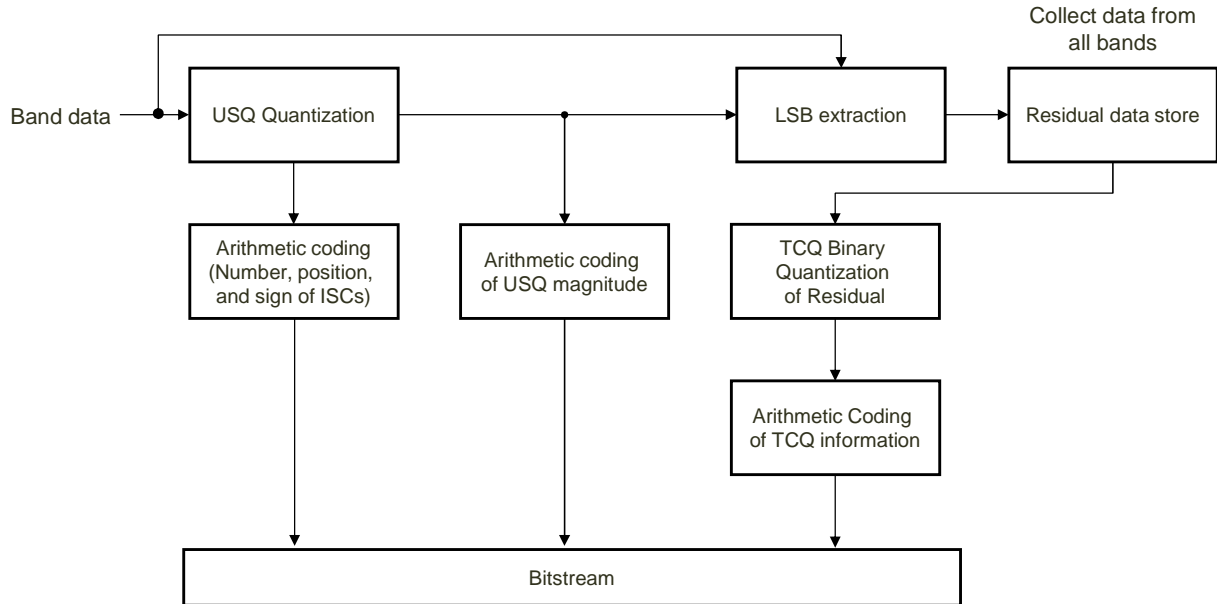 Collect data from
all bands
Band data
USQ Quantization
LSB extraction
Residual data store
Arithmetic coding
(Number, position,
and sign of ISCs)
Arithmetic coding
of USQ magnitude
TCQ Binary
Quantization
of Residual
Arithmetic Coding
of TCQ information
Bitstream